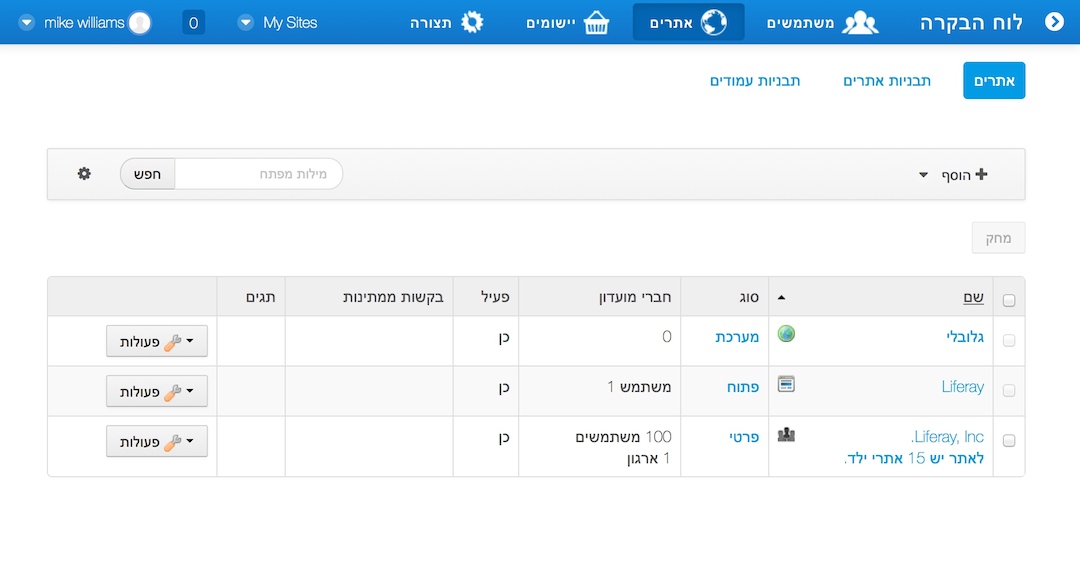 לוח הבקרה
משתמשים
אתרים
יישומים
תצורה
My Sites
0
mike williams
אתרים
תבניות אתרים
תבניות עמודים
הוסף
מילות מפתח
חפש
מחק
שם
סוג
חברי מועדון
פעיל
בקשות ממתינות
תגים
גלובלי
מערכת
0
כן
פעולות
Liferay
פתוח
משתמש 1
כן
פעולות
Liferay, Inc.
לאתר יש 15 אתרי ילד.
פרטי
100 משתמשים
1 ארגון
כן
פעולות